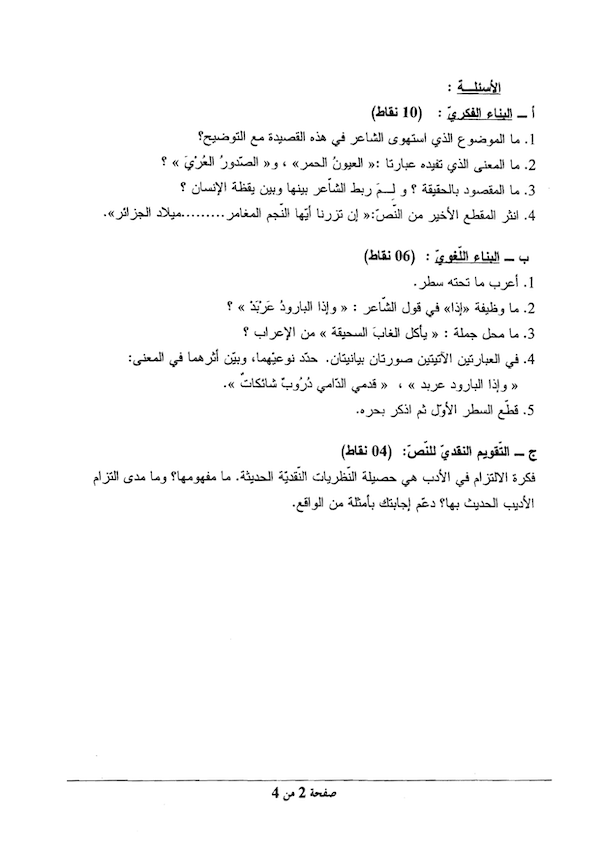 الأسئلـــة :
أ ــ البناء الفكريّ : (10 نقاط)
1. ما الموضوع الذي استهوى الشاعر في هذه القصيدة مع التوضيح؟
2. ما المعنى الذي تفيده عبارتا :« العيونُ الحمر» ، و« الصّدورُ العُرْيَ » ؟
3. ما المقصود بالحقيقة ؟ و لِـــمَ ربط الشّاعر بينها وبين يقظة الإنسان ؟
4. انثر المقطع الأخير من النّصّ:« إن تزرنا أيّها النّجم المغامر.........ميلاد الجزائر».
ب ــ البناء اللّغويّ : (06 نقاط)
1. أعرب ما تحته سطر.
2. ما وظيفة «إذا» في قول الشّاعر : « وإذا البارودُ عَرْبَدْ » ؟
3. ما محل جملة : « يأكل الغابَ السحيقة » من الإعراب ؟
4. في العبارتين الآتيتين صورتان بيانيتان. حدّد نوعيّهما، وبيّن أثرهما في المعنى:
« وإذا البارود عربد » ، « قدمي الدّامي دُرُوبٌ شائكاتٌ ».
5. قطّع السطر الأوّل ثم اذكر بحره.
ج ــ التّقويم النقديّ للنّصّ: (04 نقاط)
فكرة الالتزام في الأدب هي حصيلة النّظريات النّقديّة الحديثة. ما مفهومها؟ وما مدى التزام
الأديب الحديث بها؟ دعّم إجابتك بأمثلة من الواقع.
صفحة 2 من 4